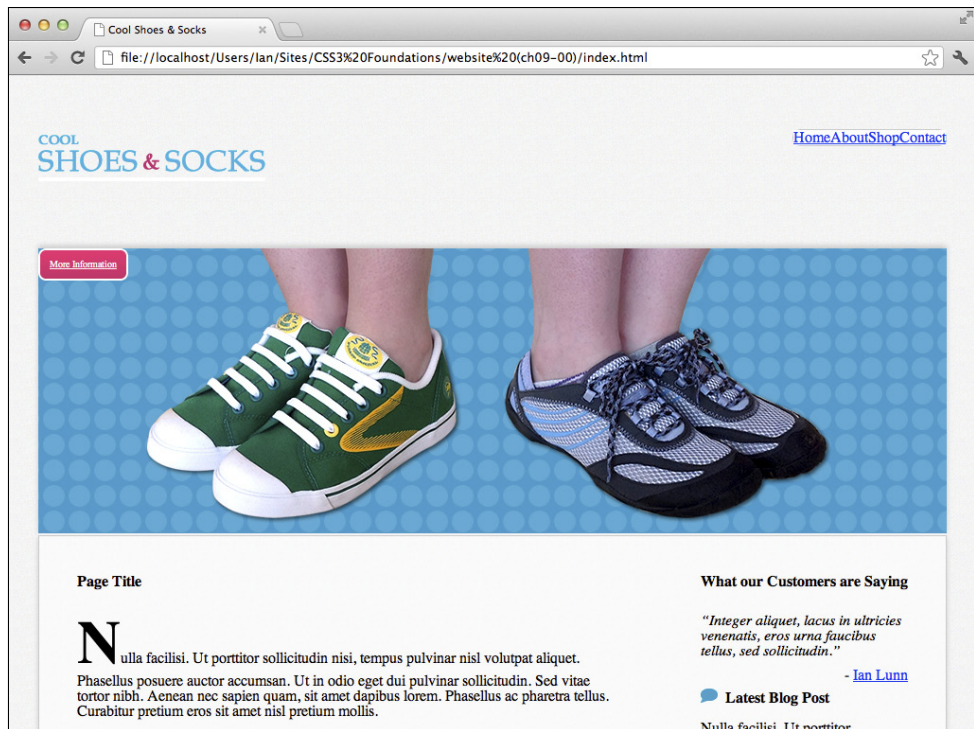 Cool Shoes & Socks
file://localhost/Users/Ian/Sites/CSS3%20Foundations/website%20(ch09-00)/index.html
COOL
SHOES & SOCKS
HomeAboutShopContact
More Information
Page Title
Nulla facilisi. Ut porttitor sollicitudin nisi, tempus pulvinar nisl volutpat aliquet.
Phasellus posuere auctor accumsan. Ut in odio eget dui pulvinar sollicitudin. Sed vitae
tortor nibh. Aenean nec sapien quam, sit amet dapibus lorem. Phasellus ac pharetra tellus.
Curabitur pretium eros sit amet nisl pretium mollis.
What our Customers are Saying
“Integer aliquet, lacus in ultricies
venenatis, eros urna faucibus
tellus, sed sollicitudin.”
- Ian Lunn
Latest Blog Post
Nulla facilisi. Ut porttitor